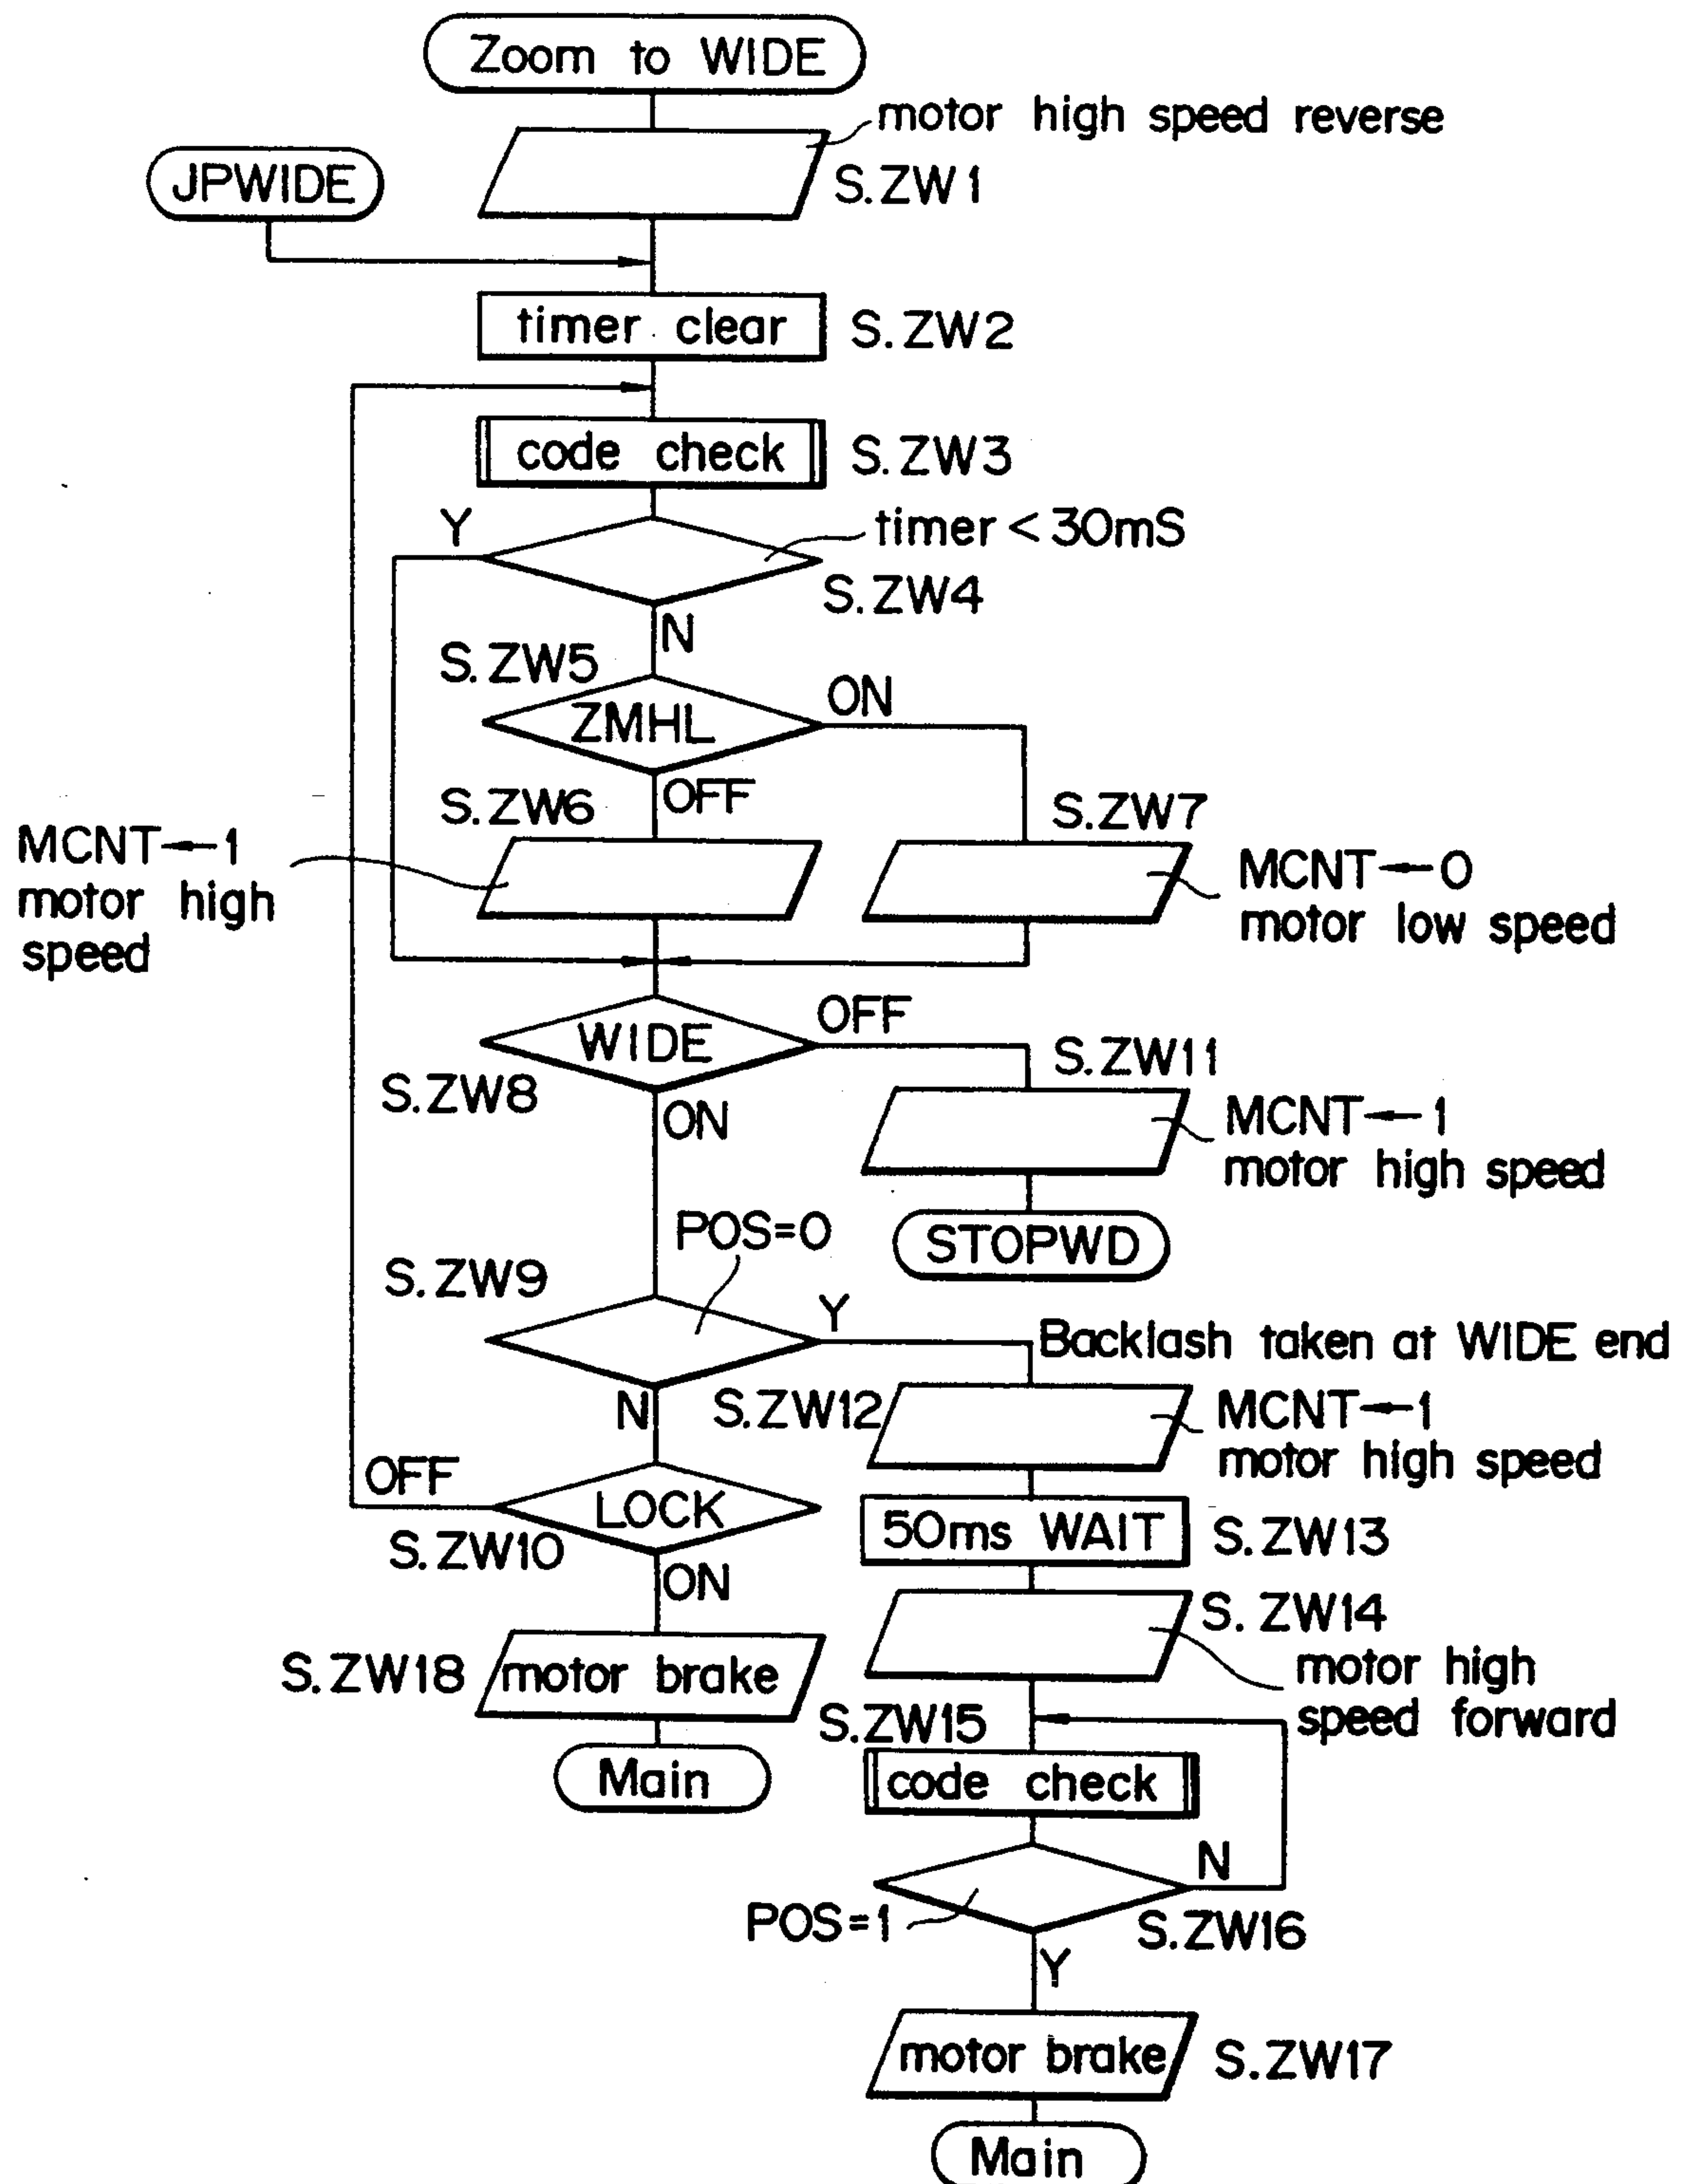 Zoom to WIDE
motor high speed reverse
S.ZW1
JPWIDE
timer clear
S.ZW2
code check
S.ZW3
Y
timer < 30mS
S.ZW4
N
S.ZW5
ZMHL
ON
OFF
S.ZW6
MCNT←1
motor high
speed
S.ZW7
MCNT←0
motor low speed
WIDE
OFF
S.ZW8
ON
S.ZW11
MCNT←1
motor high speed
STOPWD
POS=0
S.ZW9
Y
Backlash taken at WIDE end
N
S.ZW12
MCNT←1
motor high speed
OFF
LOCK
S.ZW10
ON
50ms WAIT
S.ZW13
S. ZW14
motor high
speed forward
S.ZW18
motor brake
Main
S.ZW15
code check
N
POS=1
S.ZW16
Y
motor brake
S.ZW17
Main